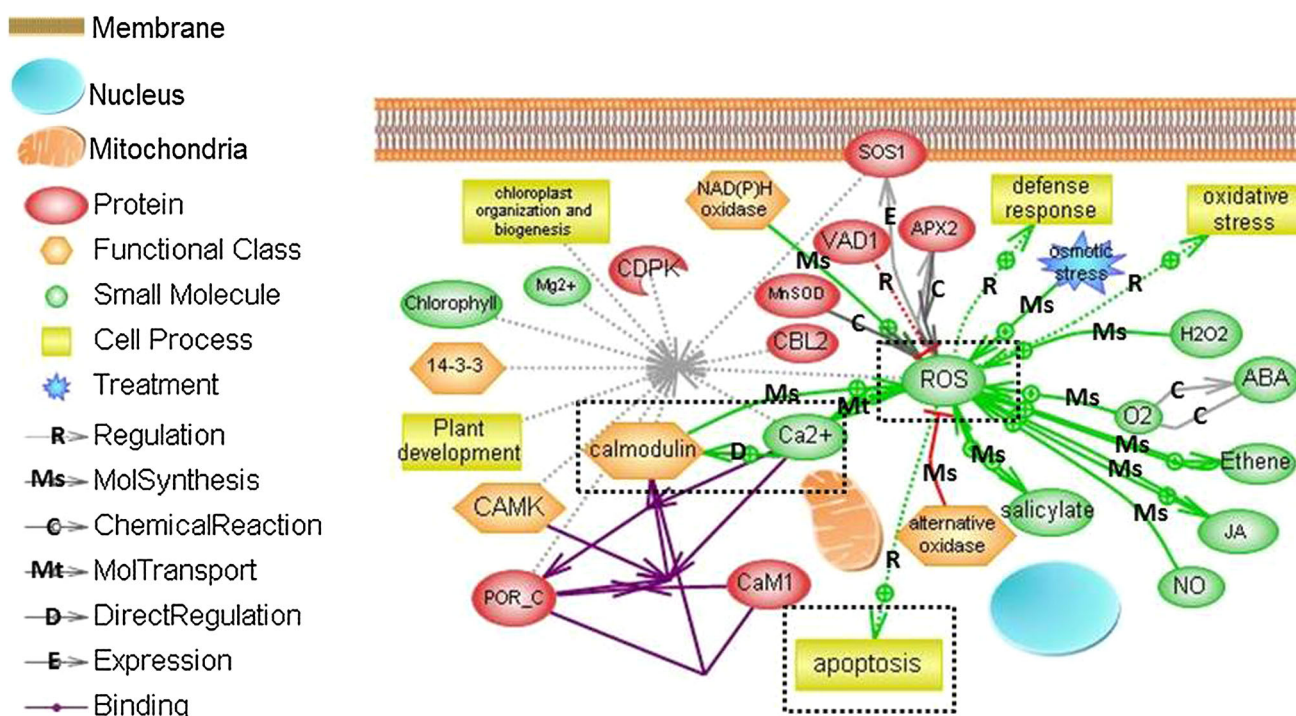 Membrane
Nucleus
Mitochondria
Protein
Functional Class
Small Molecule
Cell Process
Treatment
R Regulation
Ms MolSynthesis
C ChemicalReaction
Mt MolTransport
D DirectRegulation
E Expression
Binding
SOS1
chloroplast
organization and
biogenesis
NAD(P)H
oxidase
defense
response
oxidative
stress
E
VAD1
APX2
CDPK
osmotic
stress
Mg2+
Ms
R
R
R
Chlorophyll
MnSOD
C
Ms
C
Ms
H2O2
CBL2
14-3-3
ROS
C
ABA
Ms
Ms
Mt
O2
C
Plant
development
Ca2+
calmodulin
D
Ms
Ms
Ms
Ethene
Ms
CAMK
salicylate
Ms
alternative
oxidase
JA
R
NO
POR_C
CaM1
apoptosis